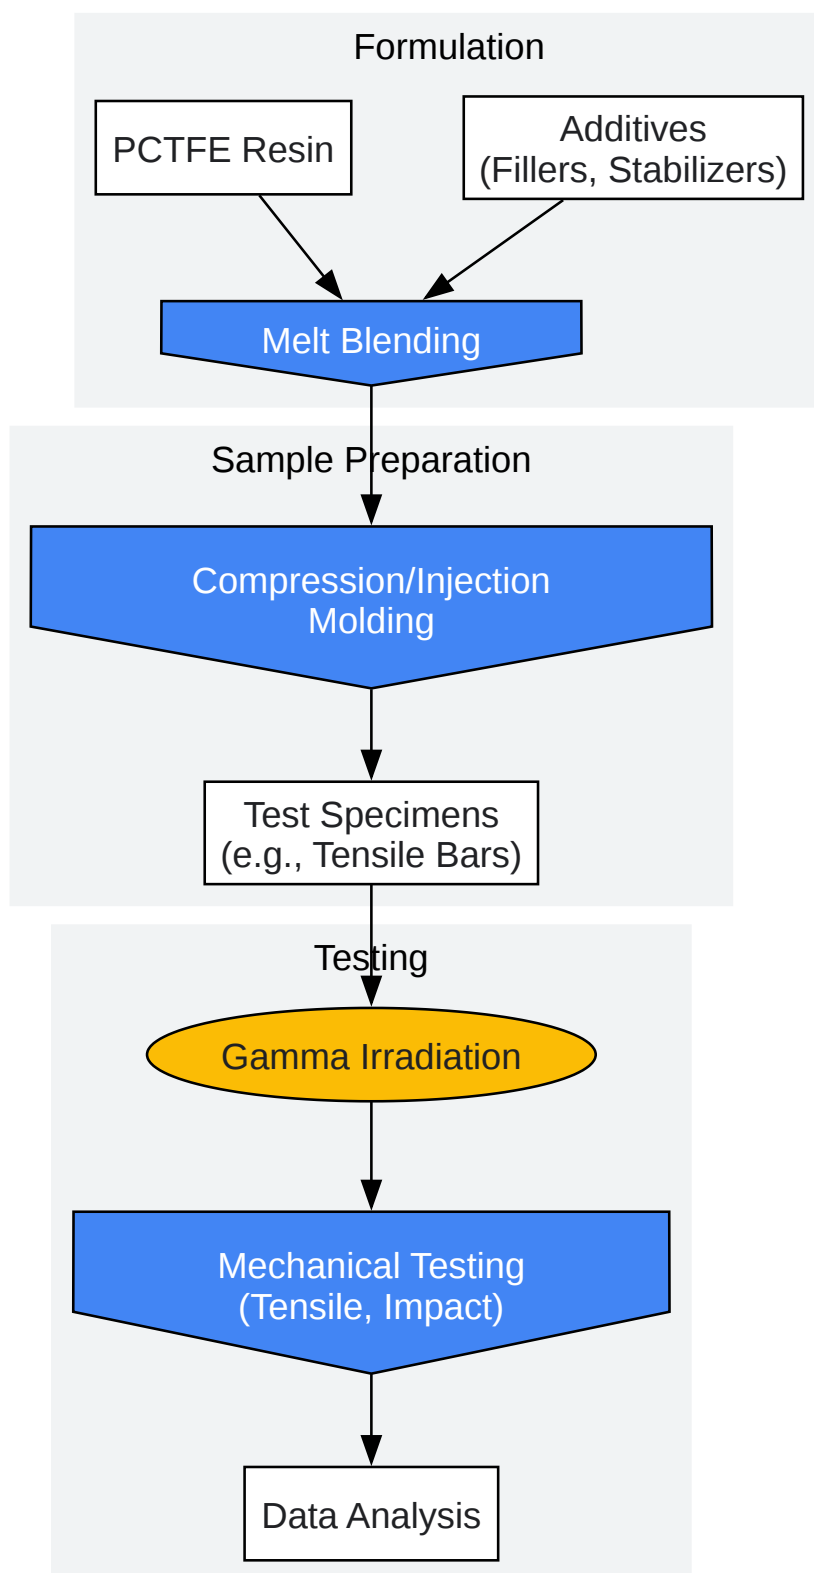 Formulation
PCTFE Resin
Additives
(Fillers, Stabilizers)
Melt Blending
Sample Preparation
Compression/Injection
Molding
Test Specimens
(e.g., Tensile Bars)
Testing
Gamma Irradiation
Mechanical Testing
(Tensile, Impact)
Data Analysis